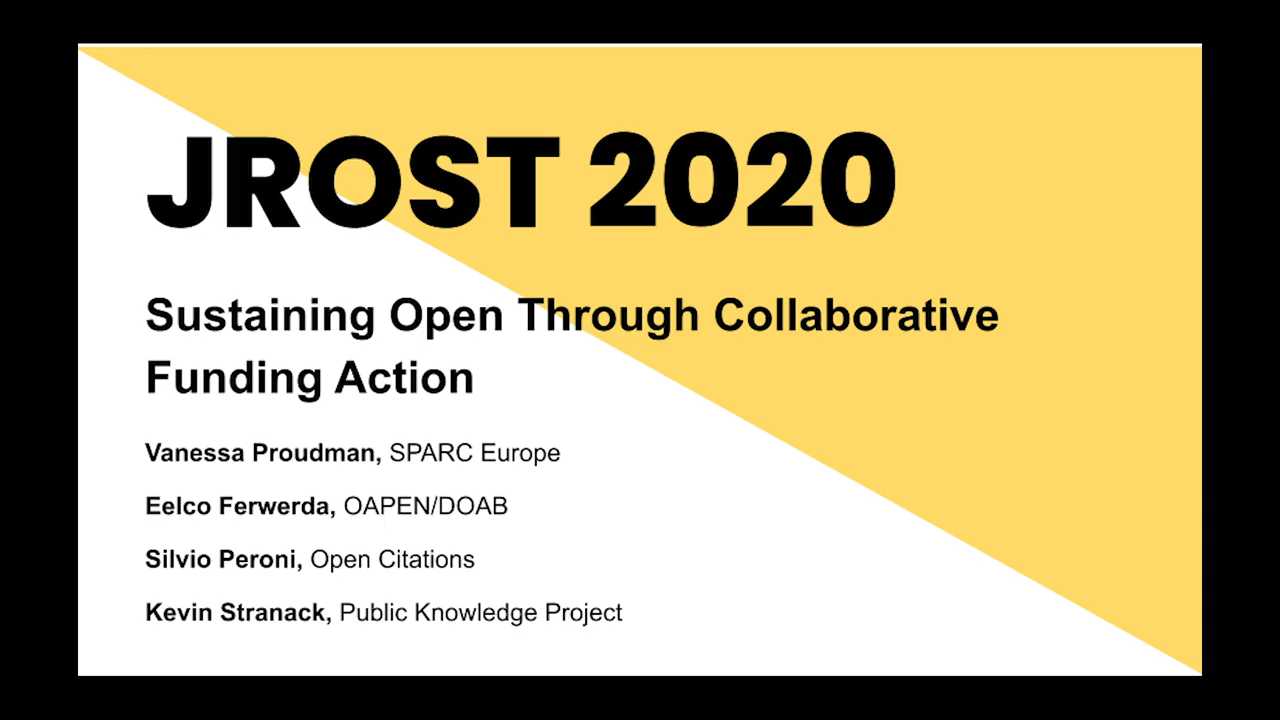 JROST 2020
Sustaining Open Through Collaborative
Funding Action
Vanessa Proudman, SPARC Europe
Eelco Ferwerda, OAPEN/DOAB
Silvio Peroni, Open Citations
Kevin Stranack, Public Knowledge Project